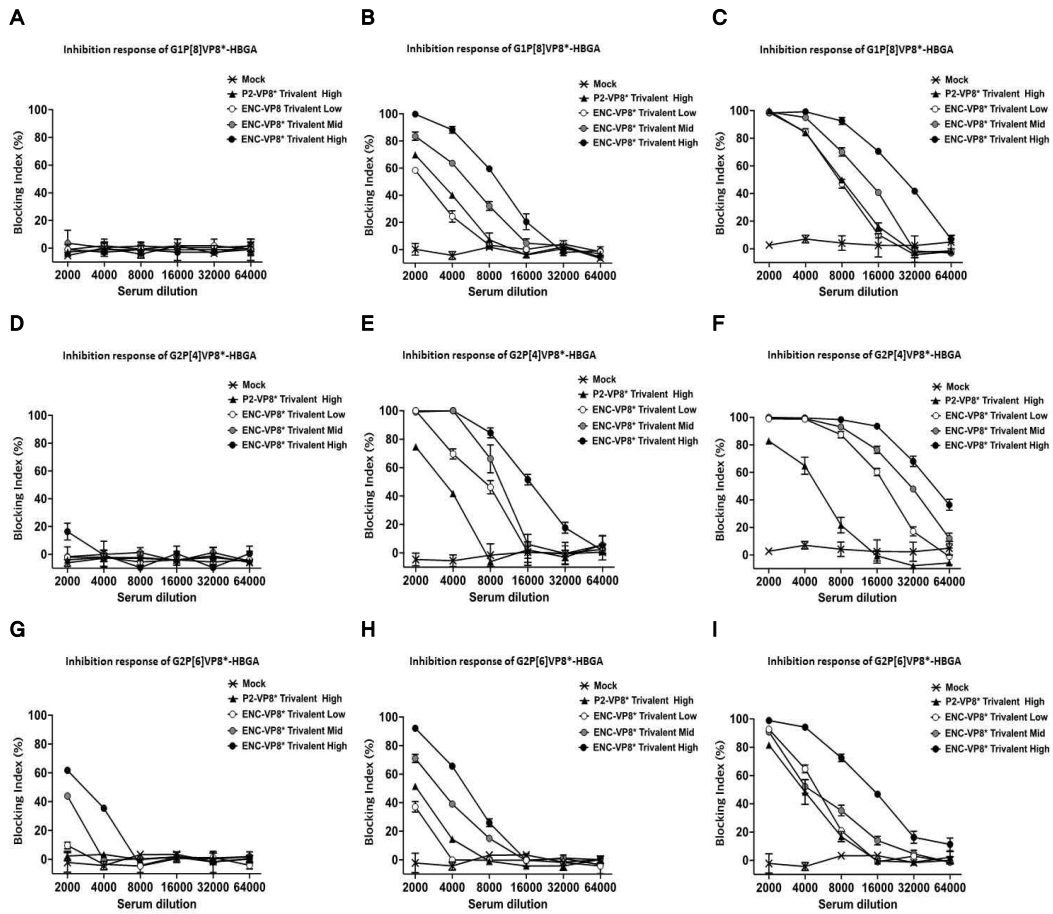 A
Inhibition response of G1P[8]VP8*-HBGA
Mock
P2-VP8* Trivalent High
ENC-VP8 Trivalent Low
ENC-VP8* Trivalent Mid
ENC-VP8* Trivalent High
Blocking Index (%)
100
80
60
40
20
0
2000 4000 8000 16000 32000 64000
Serum dilution
B
Inhibition response of G1P[8]VP8*-HBGA
Mock
P2-VP8* Trivalent High
ENC-VP8* Trivalent Low
ENC-VP8* Trivalent Mid
ENC-VP8* Trivalent High
Blocking Index (%)
100
80
60
40
20
0
2000 4000 8000 16000 32000 64000
Serum dilution
C
Inhibition response of G1P[8]VP8*-HBGA
Mock
P2-VP8* Trivalent High
ENC-VP8* Trivalent Low
ENC-VP8* Trivalent Mid
ENC-VP8* Trivalent High
Blocking Index (%)
100
80
60
40
20
0
2000 4000 8000 16000 32000 64000
Serum dilution
D
Inhibition response of G2P[4]VP8*-HBGA
Mock
P2-VP8* Trivalent High
ENC-VP8* Trivalent Low
ENC-VP8* Trivalent Mid
ENC-VP8* Trivalent High
Blocking Index (%)
100
80
60
40
20
0
2000 4000 8000 16000 32000 64000
Serum dilution
E
Inhibition response of G2P[4]VP8*-HBGA
Mock
P2-VP8* Trivalent High
ENC-VP8* Trivalent Low
ENC-VP8* Trivalent Mid
ENC-VP8* Trivalent High
Blocking Index (%)
100
80
60
40
20
0
2000 4000 8000 16000 32000 64000
Serum dilution
F
Inhibition response of G2P[4]VP8*-HBGA
Mock
P2-VP8* Trivalent High
ENC-VP8* Trivalent Low
ENC-VP8* Trivalent Mid
ENC-VP8* Trivalent High
Blocking Index (%)
100
80
60
40
20
0
2000 4000 8000 16000 32000 64000
Serum dilution
G
Inhibition response of G2P[6]VP8*-HBGA
Mock
P2-VP8* Trivalent High
ENC-VP8* Trivalent Low
ENC-VP8* Trivalent Mid
ENC-VP8* Trivalent High
Blocking Index (%)
100
80
60
40
20
0
2000 4000 8000 16000 32000 64000
Serum dilution
H
Inhibition response of G2P[6]VP8*-HBGA
Mock
P2-VP8* Trivalent High
ENC-VP8* Trivalent Low
ENC-VP8* Trivalent Mid
ENC-VP8* Trivalent High
Blocking Index (%)
100
80
60
40
20
0
2000 4000 8000 16000 32000 64000
Serum dilution
I
Inhibition response of G2P[6]VP8*-HBGA
Mock
P2-VP8* Trivalent High
ENC-VP8* Trivalent Low
ENC-VP8* Trivalent Mid
ENC-VP8* Trivalent High
Blocking Index (%)
100
80
60
40
20
0
2000 4000 8000 16000 32000 64000
Serum dilution